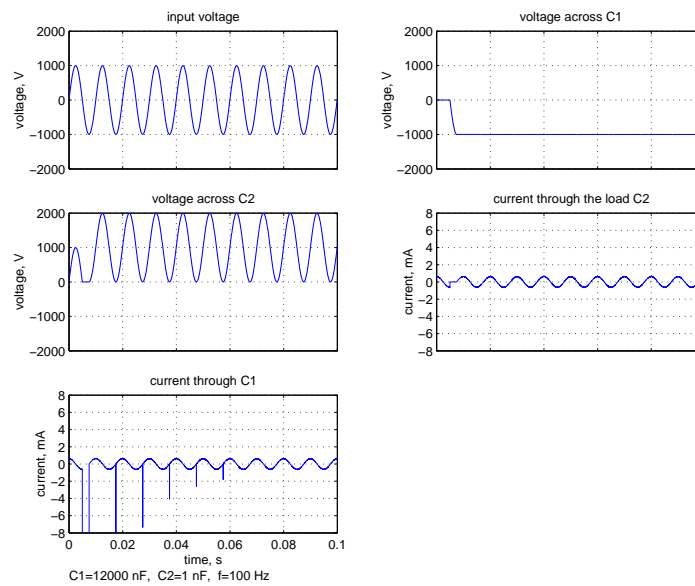 input voltage
voltage, V
2000
1000
0
−1000
−2000
voltage across C1
voltage, V
2000
1000
0
−1000
−2000
voltage across C2
voltage, V
2000
1000
0
−1000
−2000
current through the load C2
current, mA
8
6
4
2
0
−2
−4
−6
−8
current through C1
current, mA
8
6
4
2
0
−2
−4
−6
−8
0 0.02 0.04 0.06 0.08 0.1
time, s
C1=12000 nF, C2=1 nF, f=100 Hz